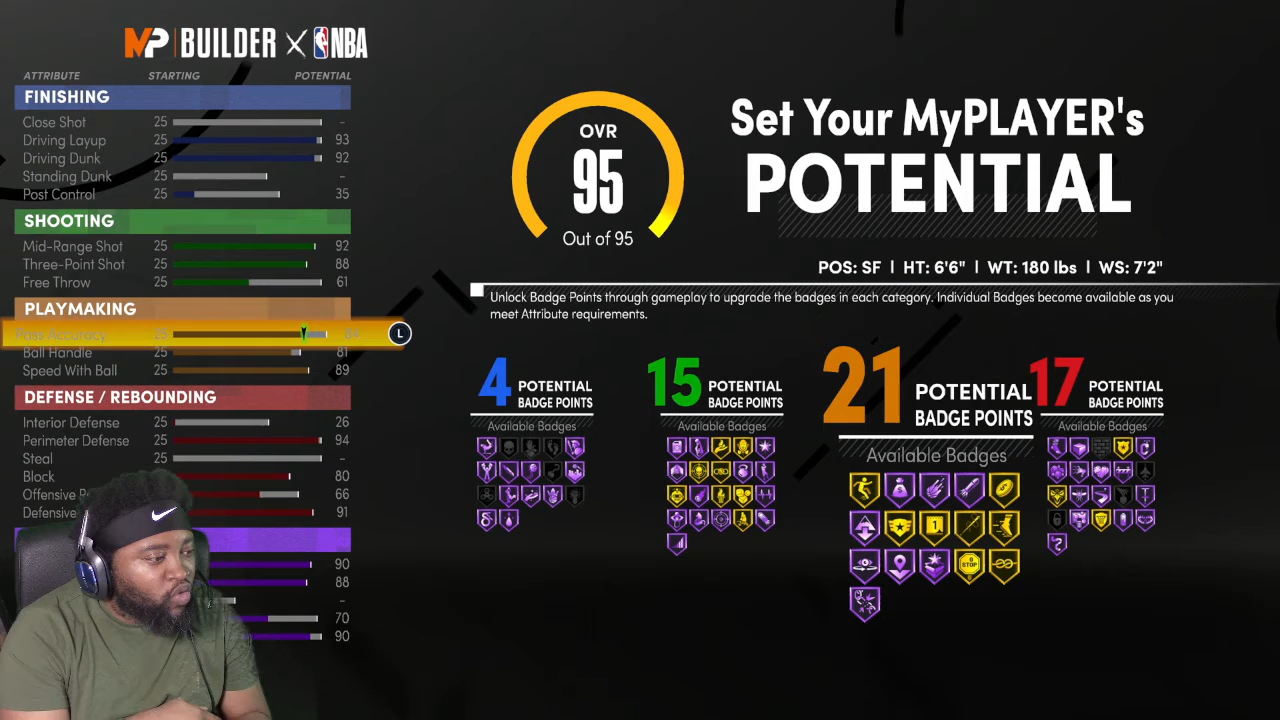 MP | BUILDER X NBA
ATTRIBUTE STARTING POTENTIAL
FINISHING
Close Shot 25 -
Driving Layup 25 93
Driving Dunk 25 92
Standing Dunk 25 -
Post Control 25 35
SHOOTING
Mid-Range Shot 25 92
Three-Point Shot 25 88
Free Throw 25 61
PLAYMAKING
Pass Accuracy 25
L
Ball Handle 25 81
Speed With Ball 25 89
DEFENSE / REBOUNDING
Interior Defense 25 26
Perimeter Defense 25 94
Steal 25 -
Block 25 80
Offensive 25 66
Defensive 91
90
88
-
70
90
OVR
95
Out of 95
Set Your MyPLAYER's
POTENTIAL
POS: SF | HT: 6'6" | WT: 180 lbs | WS: 7'2"
Unlock Badge Points through gameplay to upgrade the badges in each category. Individual Badges become available as you
meet Attribute requirements.
4 POTENTIAL BADGE POINTS
Available Badges
15 POTENTIAL BADGE POINTS
Available Badges
21 POTENTIAL BADGE POINTS
Available Badges
17 POTENTIAL BADGE POINTS
Available Badges